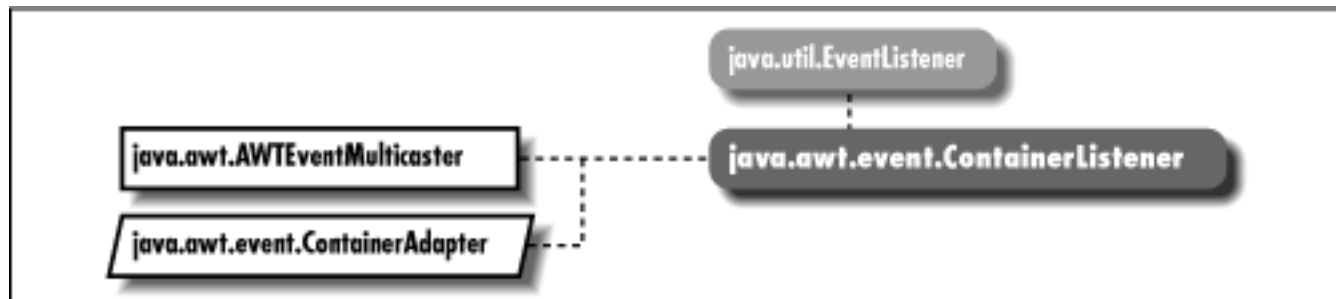 java.util.EventListener
java.awt.AWTEventMulticaster
java.awt.event.ContainerListener
java.awt.event.ContainerAdapter